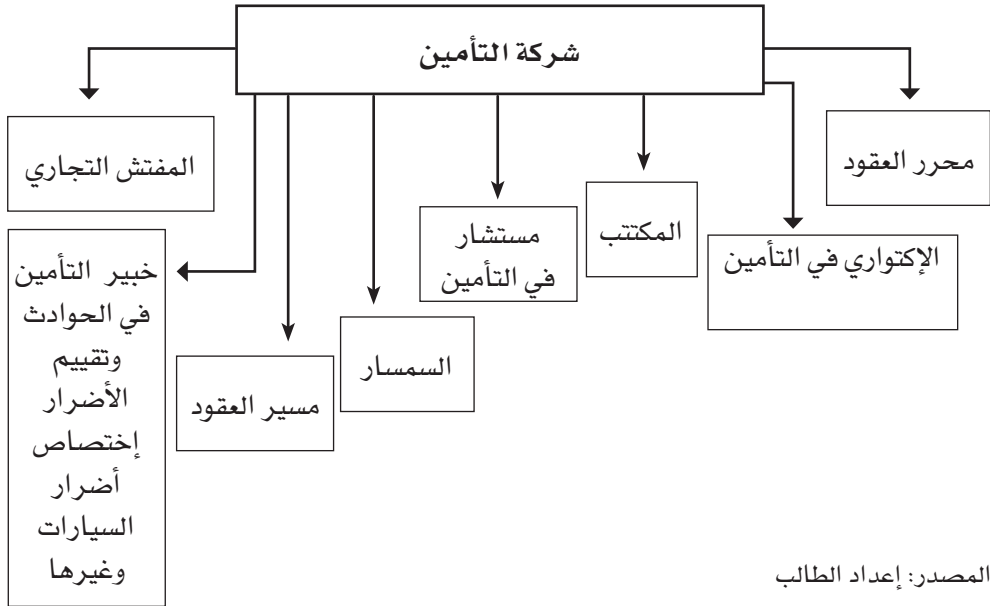 شركة التأمين
محرر العقود
الإكتواري في التأمين
المكتتب
مستشار
في التأمين
السمسار
مسير العقود
المفتش التجاري
خبير التأمين
في الحوادث
وتقييم
الأضرار
إختصاص
أضرار
السيارات
وغيرها
المصدر: إعداد الطالب